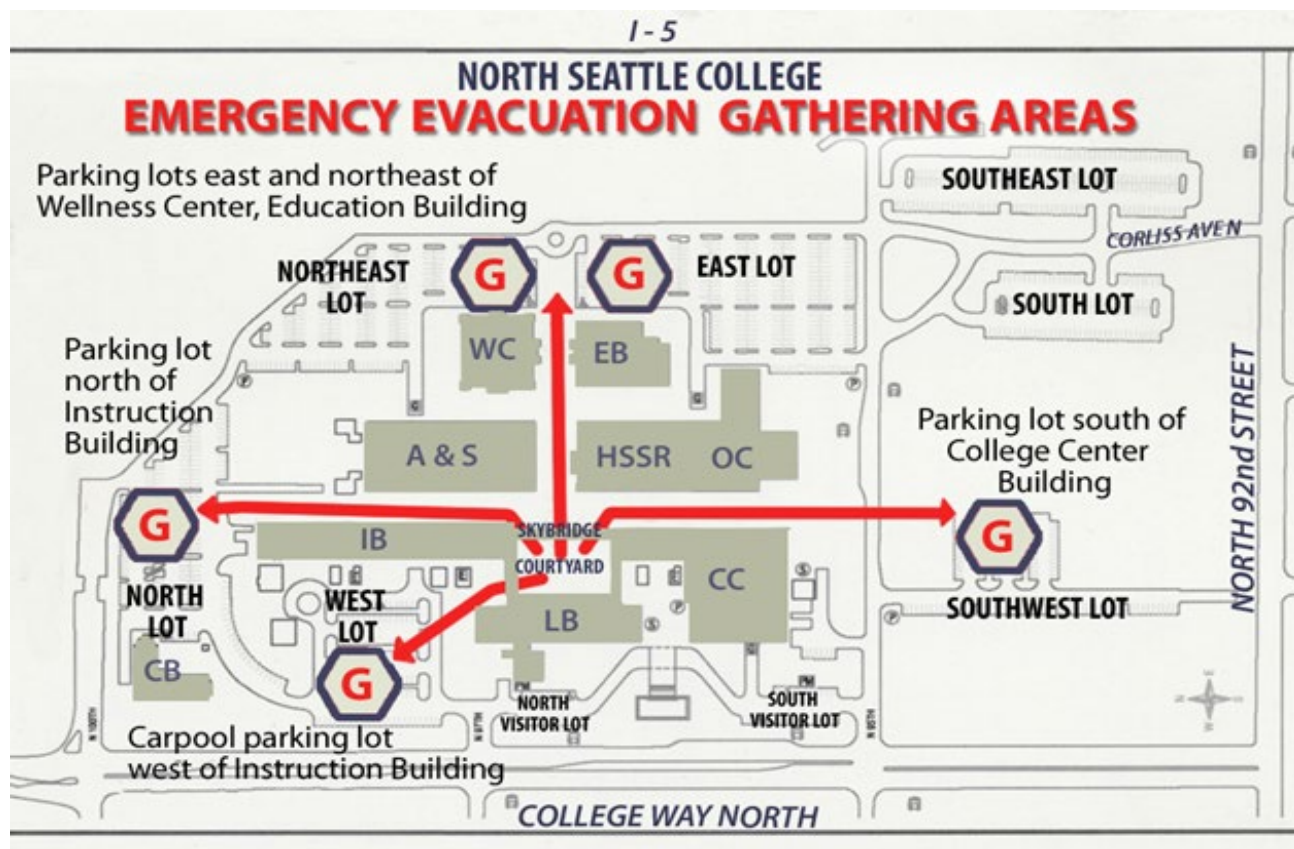 I - 5
NORTH SEATTLE COLLEGE
EMERGENCY EVACUATION GATHERING AREAS
Parking lots east and northeast of
Wellness Center, Education Building
SOUTHEAST LOT
CORLISS AVE N
NORTHEAST
LOT
G
G
EAST LOT
SOUTH LOT
WC
EB
Parking lot
north of
Instruction
Building
NORTH 92nd STREET
A & S
HSSR
OC
Parking lot south of
College Center
Building
G
G
SKYBRIDGE
IB
COURTYARD
CC
NORTH
LOT
WEST
LOT
LB
SOUTHWEST LOT
CB
G
NORTH
VISITOR LOT
SOUTH
VISITOR LOT
N 100TH
N 97TH
N 95TH
Carpool parking lot
west of Instruction Building
COLLEGE WAY NORTH